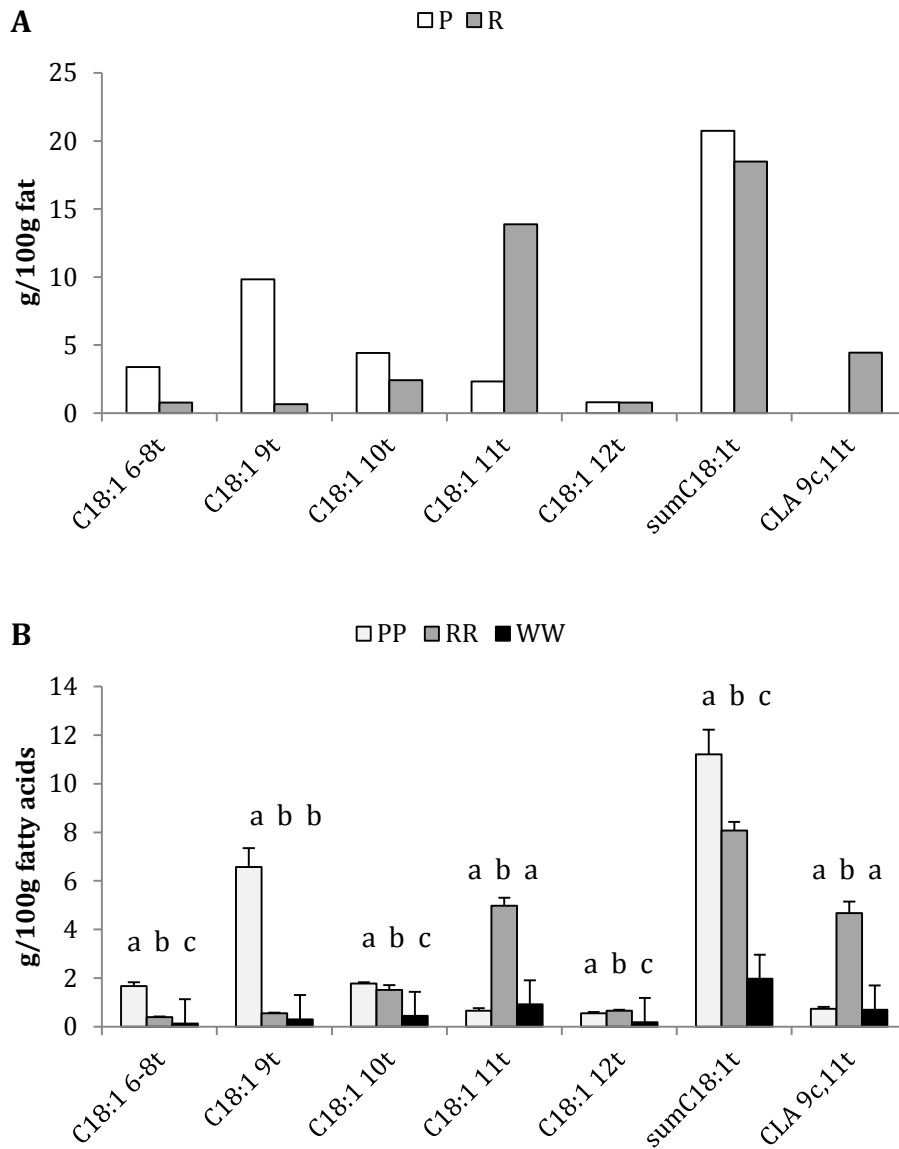 A
P R
g/100g fat
25
20
15
10
5
0
C18:1 6-8t
C18:1 9t
C18:1 10t
C18:1 11t
C18:1 12t
sumC18:1t
CLA 9c,11t
B
PP RR WW
g/100g fatty acids
14
12
10
8
6
4
2
0
a b c
a b b
a b c
a b a
a b c
a b c
a b a
C18:1 6-8t
C18:1 9t
C18:1 10t
C18:1 11t
C18:1 12t
sumC18:1t
CLA 9c,11t